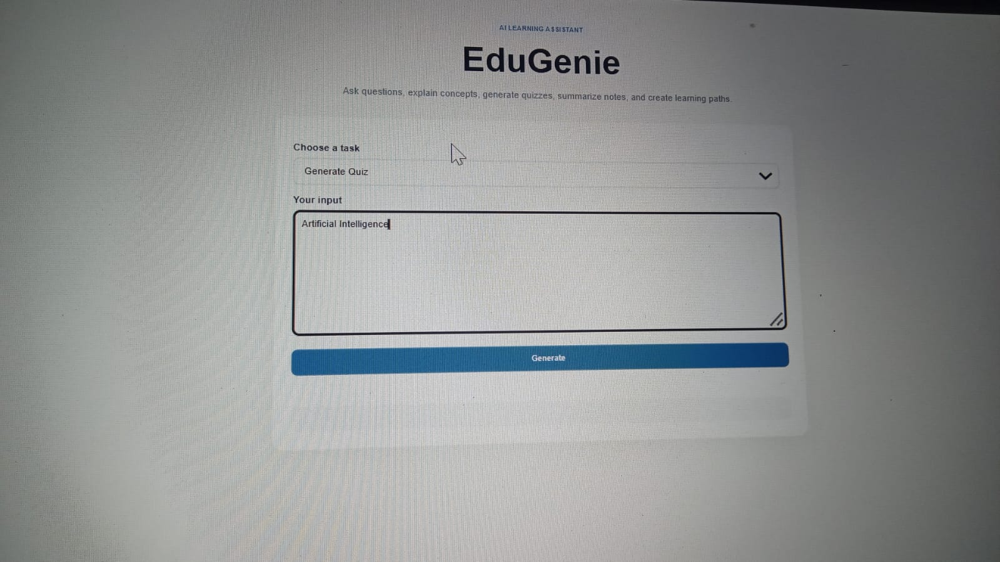 AI LEARNING ASSISTANT
EduGenie
Ask questions, explain concepts, generate quizzes, summarize notes, and create learning paths.
Choose a task
Generate Quiz
Your input
Artificial Intelligence
Generate